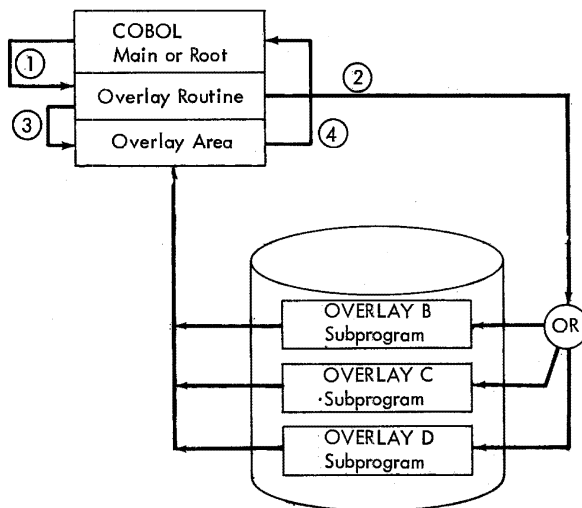 COBOL
Main or Root
①
②
Overlay Routine
③
④
Overlay Area
OVERLAY B
Subprogram
OR
OVERLAY C
Subprogram
OVERLAY D
Subprogram